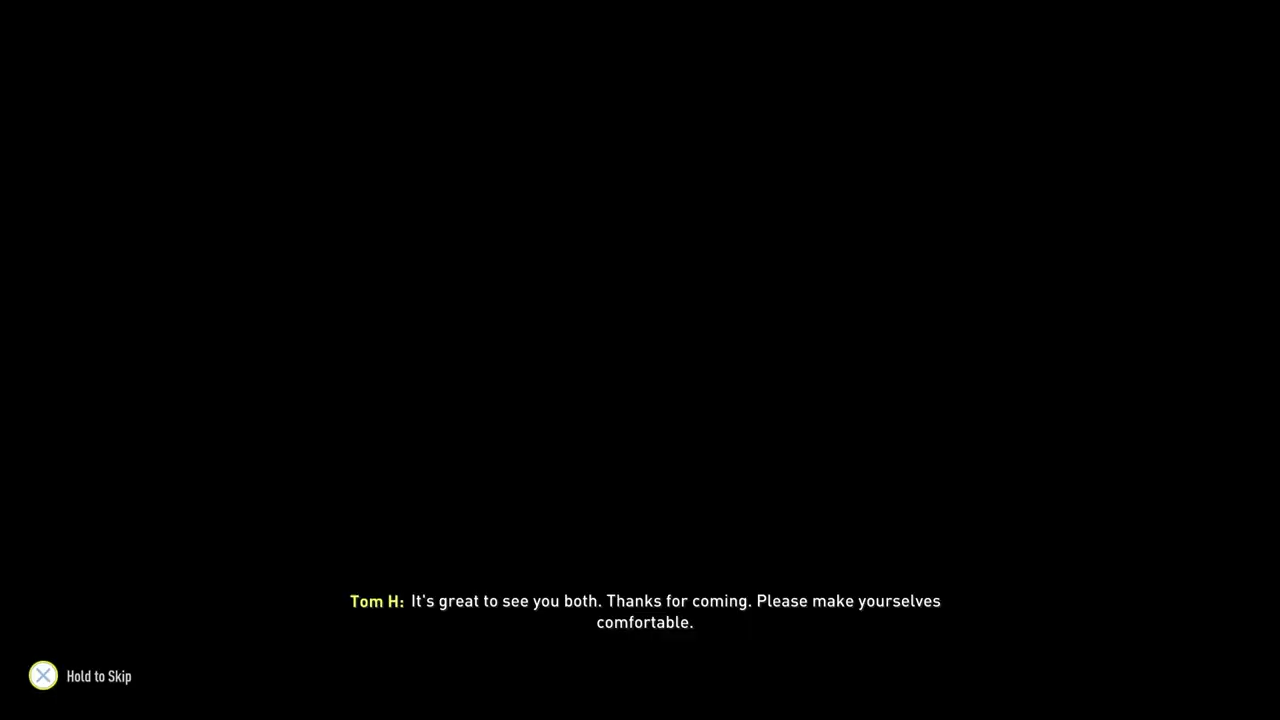 Tom H: It's great to see you both. Thanks for coming. Please make yourselves
comfortable.
Hold to Skip